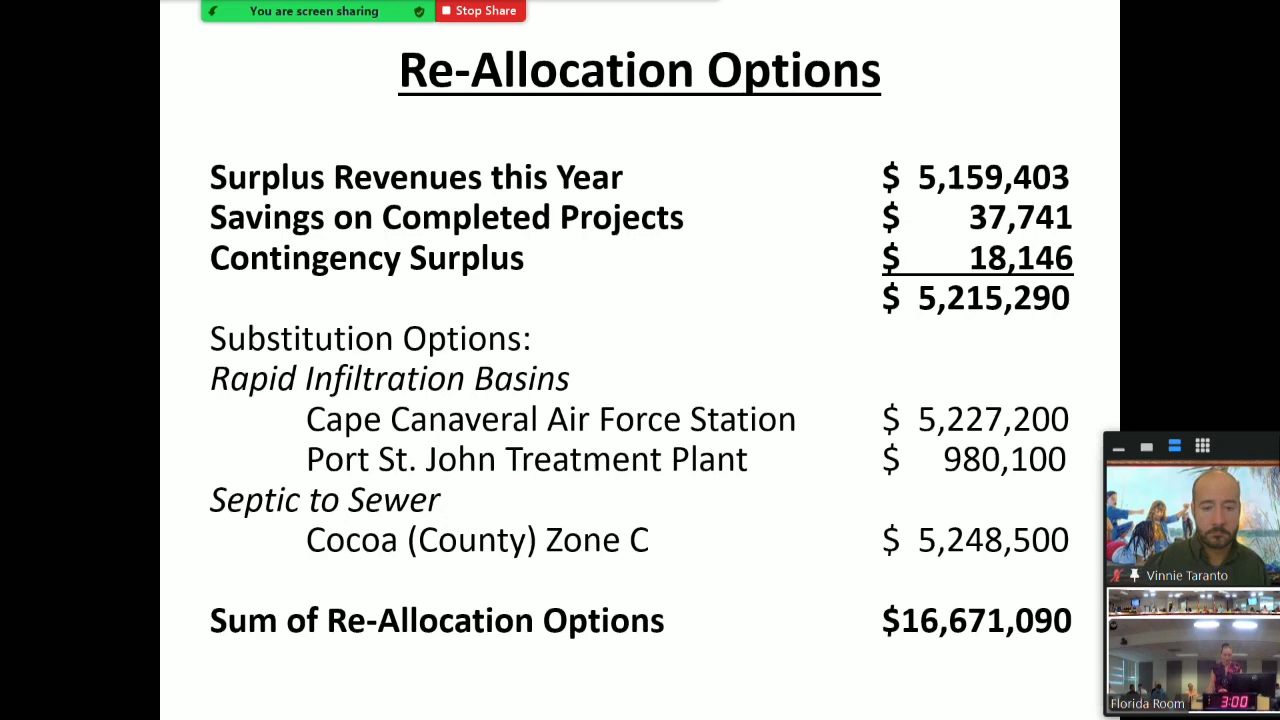 You are screen sharing Stop Share
Re-Allocation Options
Surplus Revenues this Year $ 5,159,403
Savings on Completed Projects $ 37,741
Contingency Surplus $ 18,146
$ 5,215,290
Substitution Options:
Rapid Infiltration Basins
Cape Canaveral Air Force Station $ 5,227,200
Port St. John Treatment Plant $ 980,100
Septic to Sewer
Cocoa (County) Zone C $ 5,248,500
Sum of Re-Allocation Options $16,671,090
Vinnie Taranto
Florida Room
3:00